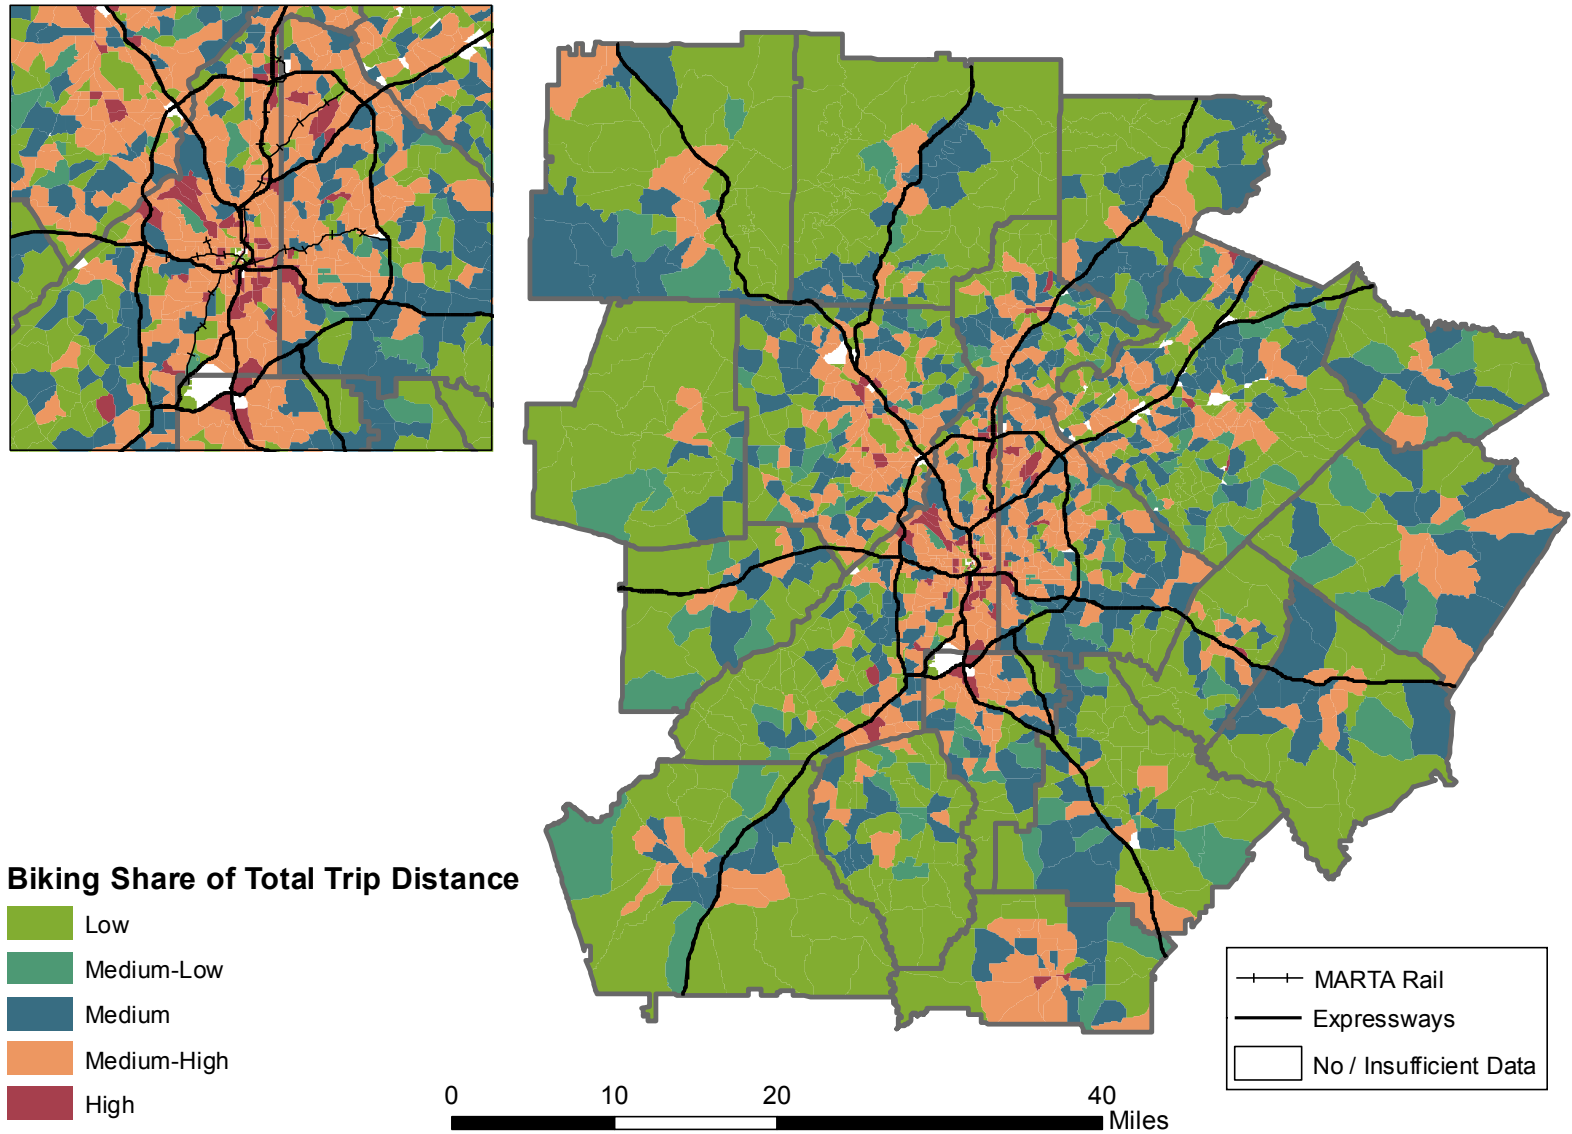 Biking Share of Total Trip Distance
Low
Medium-Low
Medium
Medium-High
High
MARTA Rail
Expressways
No / Insufficient Data
0 10 20 40
Miles